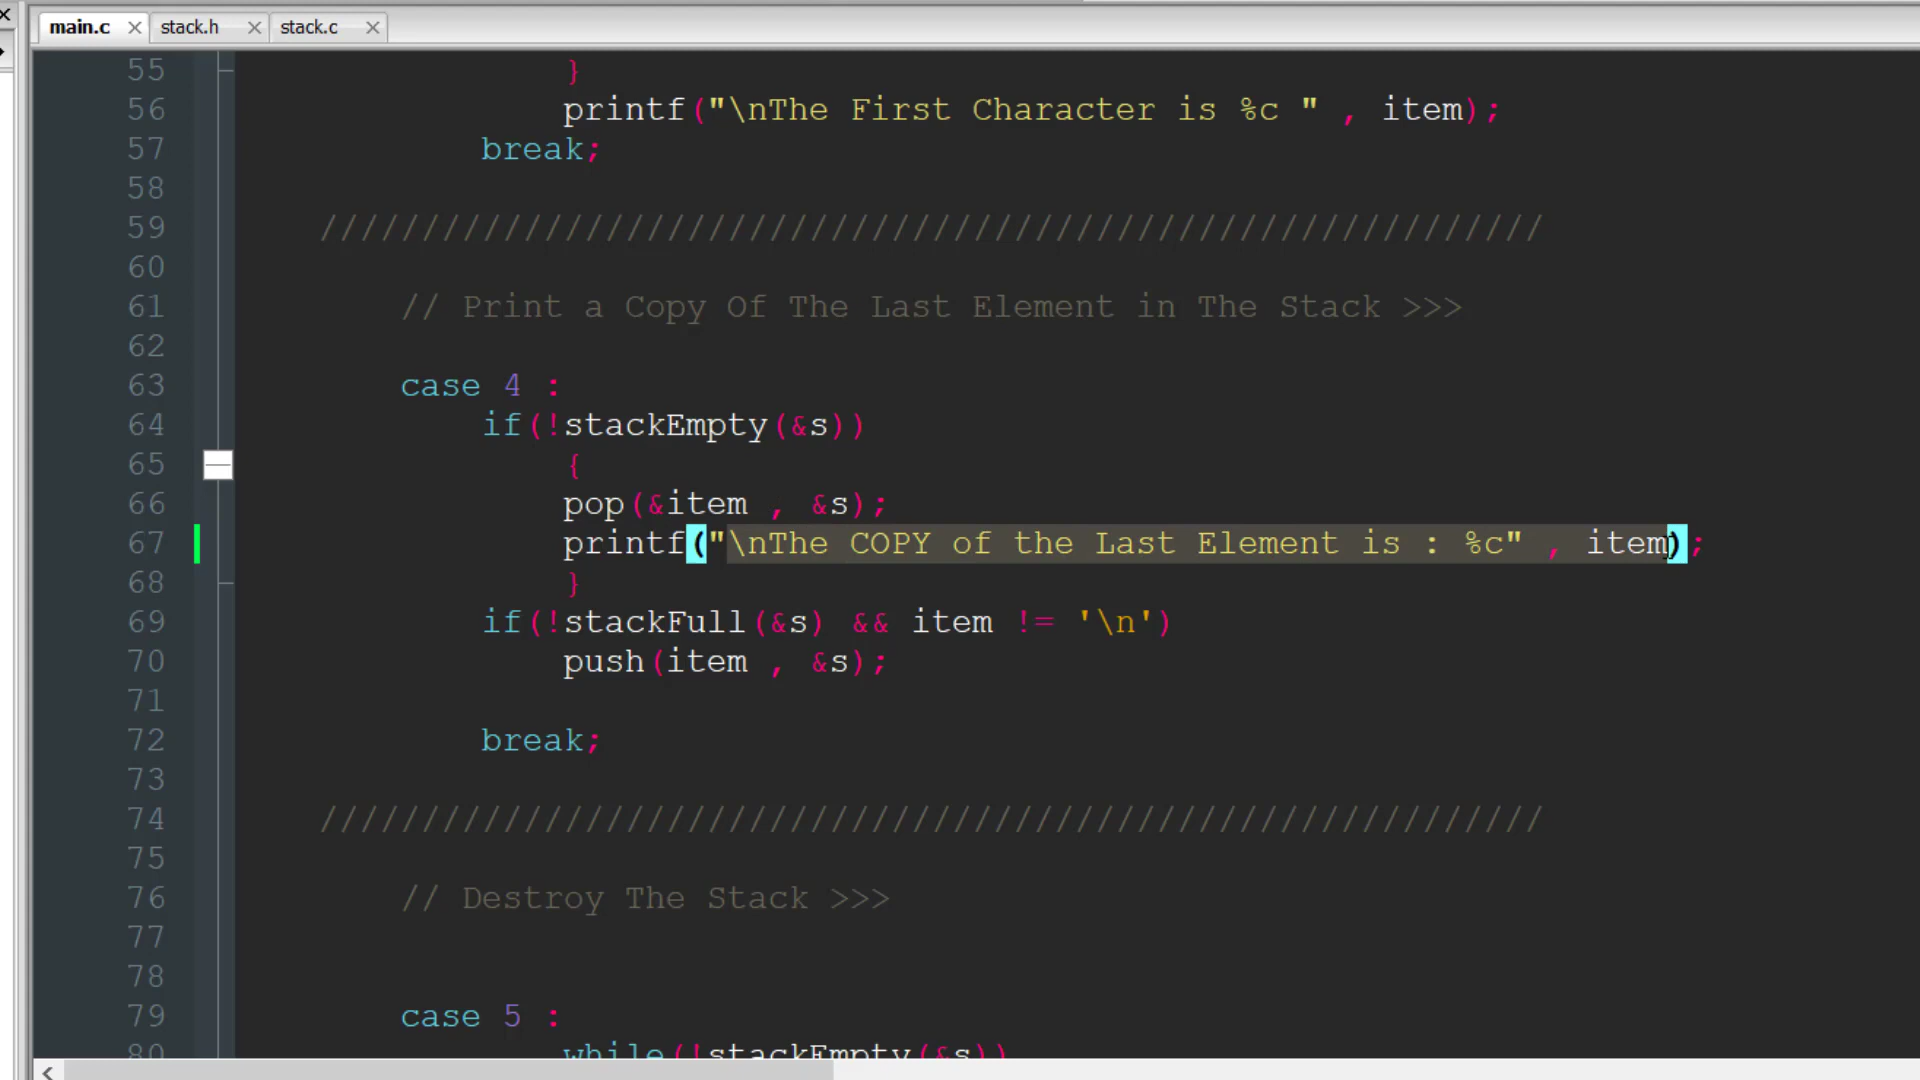 main.c stack.h stack.c
55 }
56 printf("\nThe First Character is %c " , item);
57 break;
58
59 ////////////////////////////////////////////////////////////
60
61 // Print a Copy Of The Last Element in The Stack >>>
62
63 case 4 :
64 if(!stackEmpty(&s))
65 {
66 pop(&item , &s);
67 printf("\nThe COPY of the Last Element is : %c" , item);
68 }
69 if(!stackFull(&s) && item != '\n')
70 push(item , &s);
71
72 break;
73
74 ////////////////////////////////////////////////////////////
75
76 // Destroy The Stack >>>
77
78
79 case 5 :
80 while(!stackEmpty(&s))